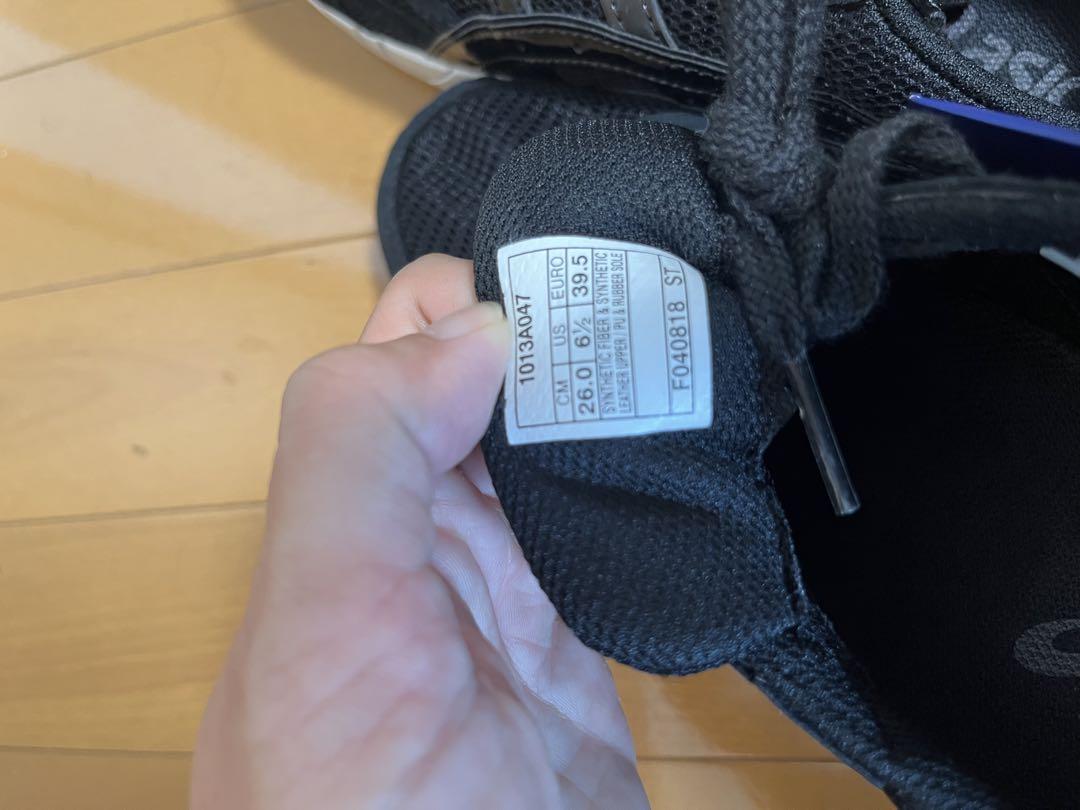 1013A047
CM US EURO
26.0 6½ 39.5
SYNTHETIC FIBER & SYNTHETIC
LEATHER UPPER / PU & RUBBER SOLE
F040818 ST